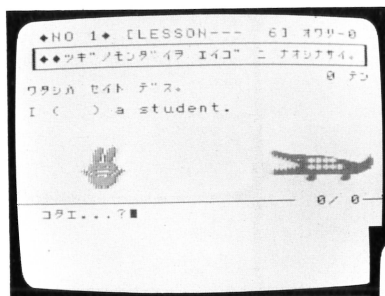 ◆NO 1◆ [LESSON--- 6] オワリ-0
◆◆ツギ゛ノモンダ゛イヲ エイゴ゛ ニ ナオシナサイ。
0 テン
ワタシハ セイト デ゛ス。
I (   ) a student.
0/ 0
コタエ...?